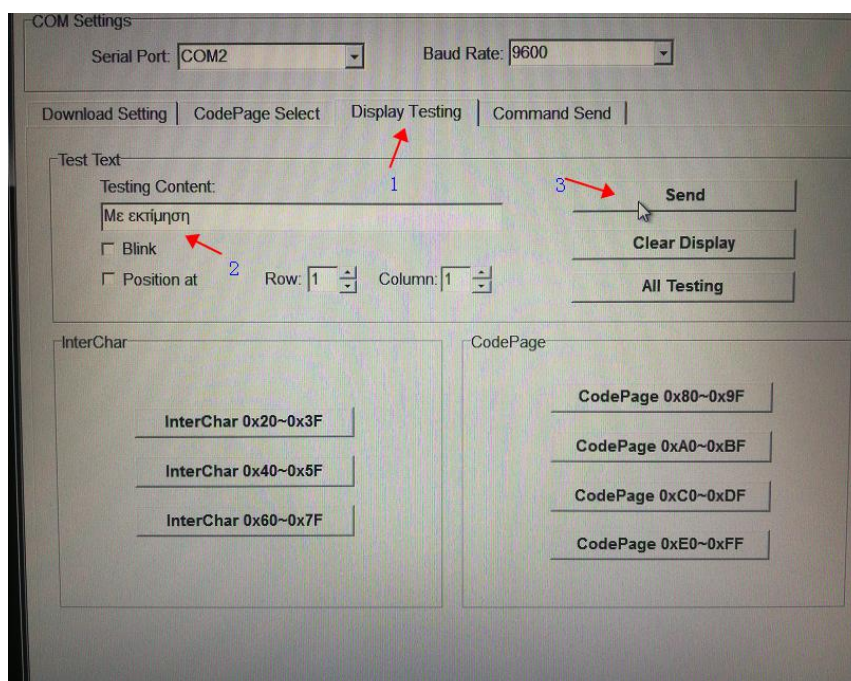 COM Settings
Serial Port: COM2 Baud Rate: 9600
Download Setting CodePage Select Display Testing Command Send
Test Text
1
3
Testing Content:
Send
Με εκτίμηση
Blink
2
Clear Display
Position at Row: 1 Column: 1
All Testing
InterChar
CodePage
CodePage 0x80~0x9F
InterChar 0x20~0x3F
CodePage 0xA0~0xBF
InterChar 0x40~0x5F
CodePage 0xC0~0xDF
InterChar 0x60~0x7F
CodePage 0xE0~0xFF